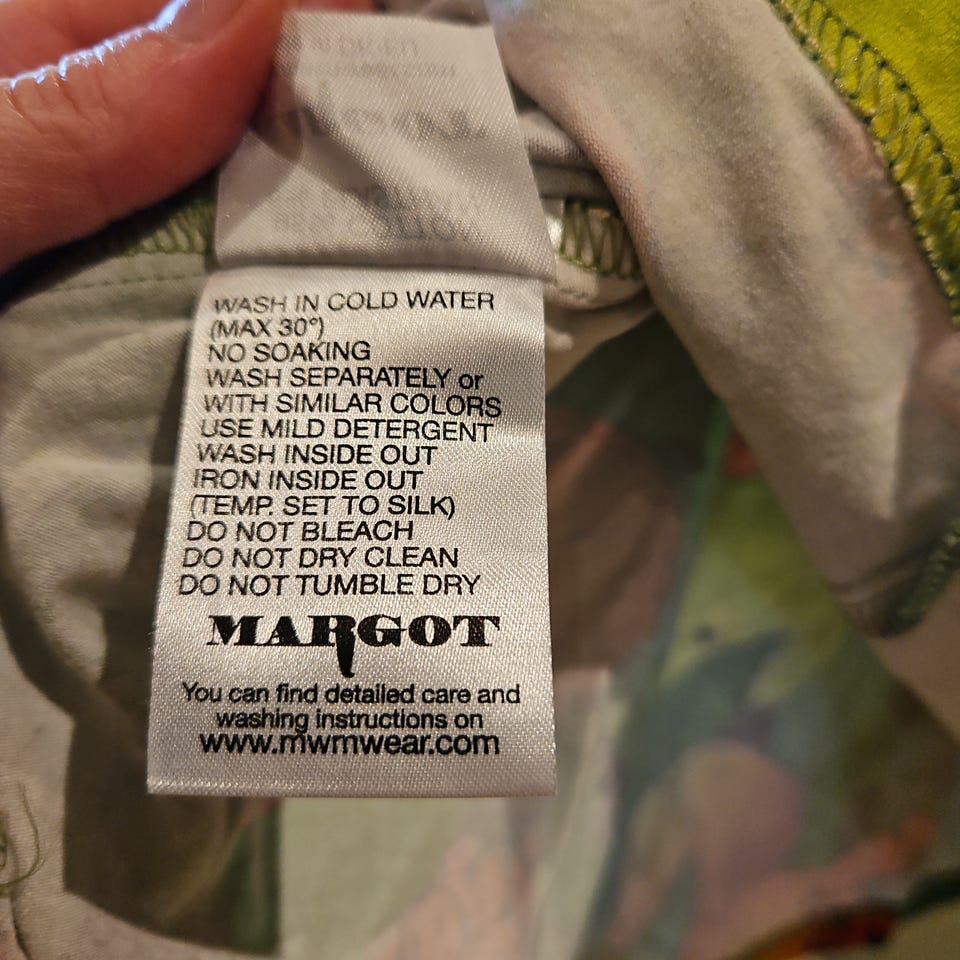 WASH IN COLD WATER
(MAX 30°)
NO SOAKING
WASH SEPARATELY or
WITH SIMILAR COLORS
USE MILD DETERGENT
WASH INSIDE OUT
IRON INSIDE OUT
(TEMP. SET TO SILK)
DO NOT BLEACH
DO NOT DRY CLEAN
DO NOT TUMBLE DRY
MARGOT
You can find detailed care and
washing instructions on
www.mwmwear.com